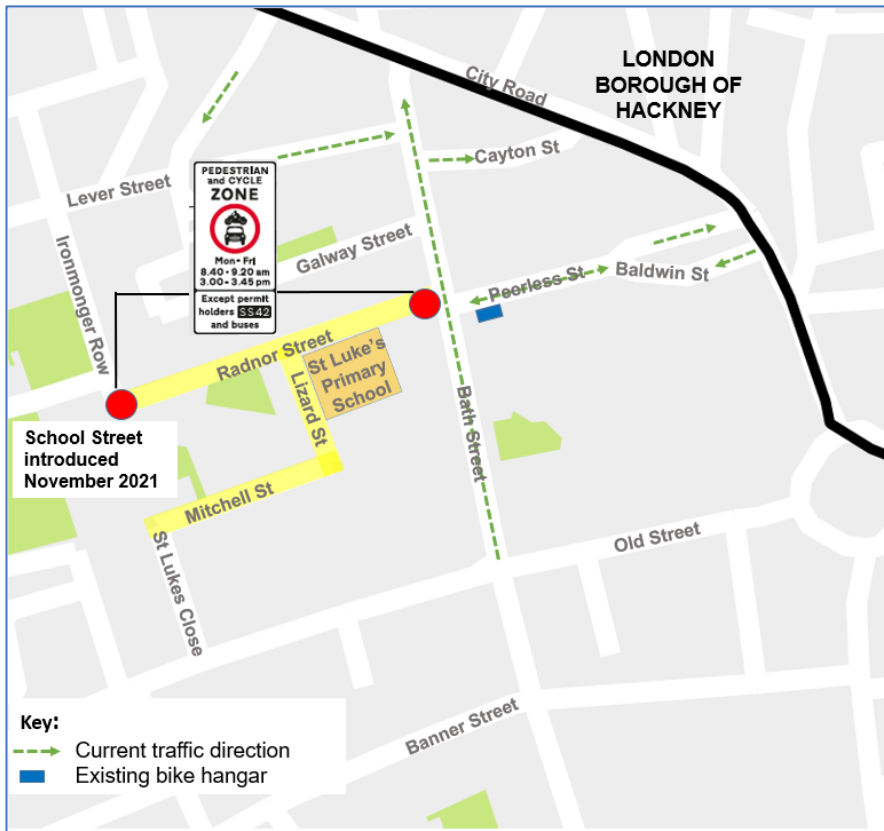 LONDON
BOROUGH OF
HACKNEY
City Road
Cayton St
Lever Street
PEDESTRIAN
and CYCLE
ZONE
Mon - Fri
8.40 - 9.20 am
3.00 - 3.45 pm
Except permit
holders SS42
and buses
Ironmonger Row
Galway Street
Peerless St
Baldwin St
Radnor Street
St Luke's
Primary
School
Lizard St
Bath Street
School Street
introduced
November 2021
Mitchell St
St Lukes Close
Old Street
Banner Street
Key:
Current traffic direction
Existing bike hangar